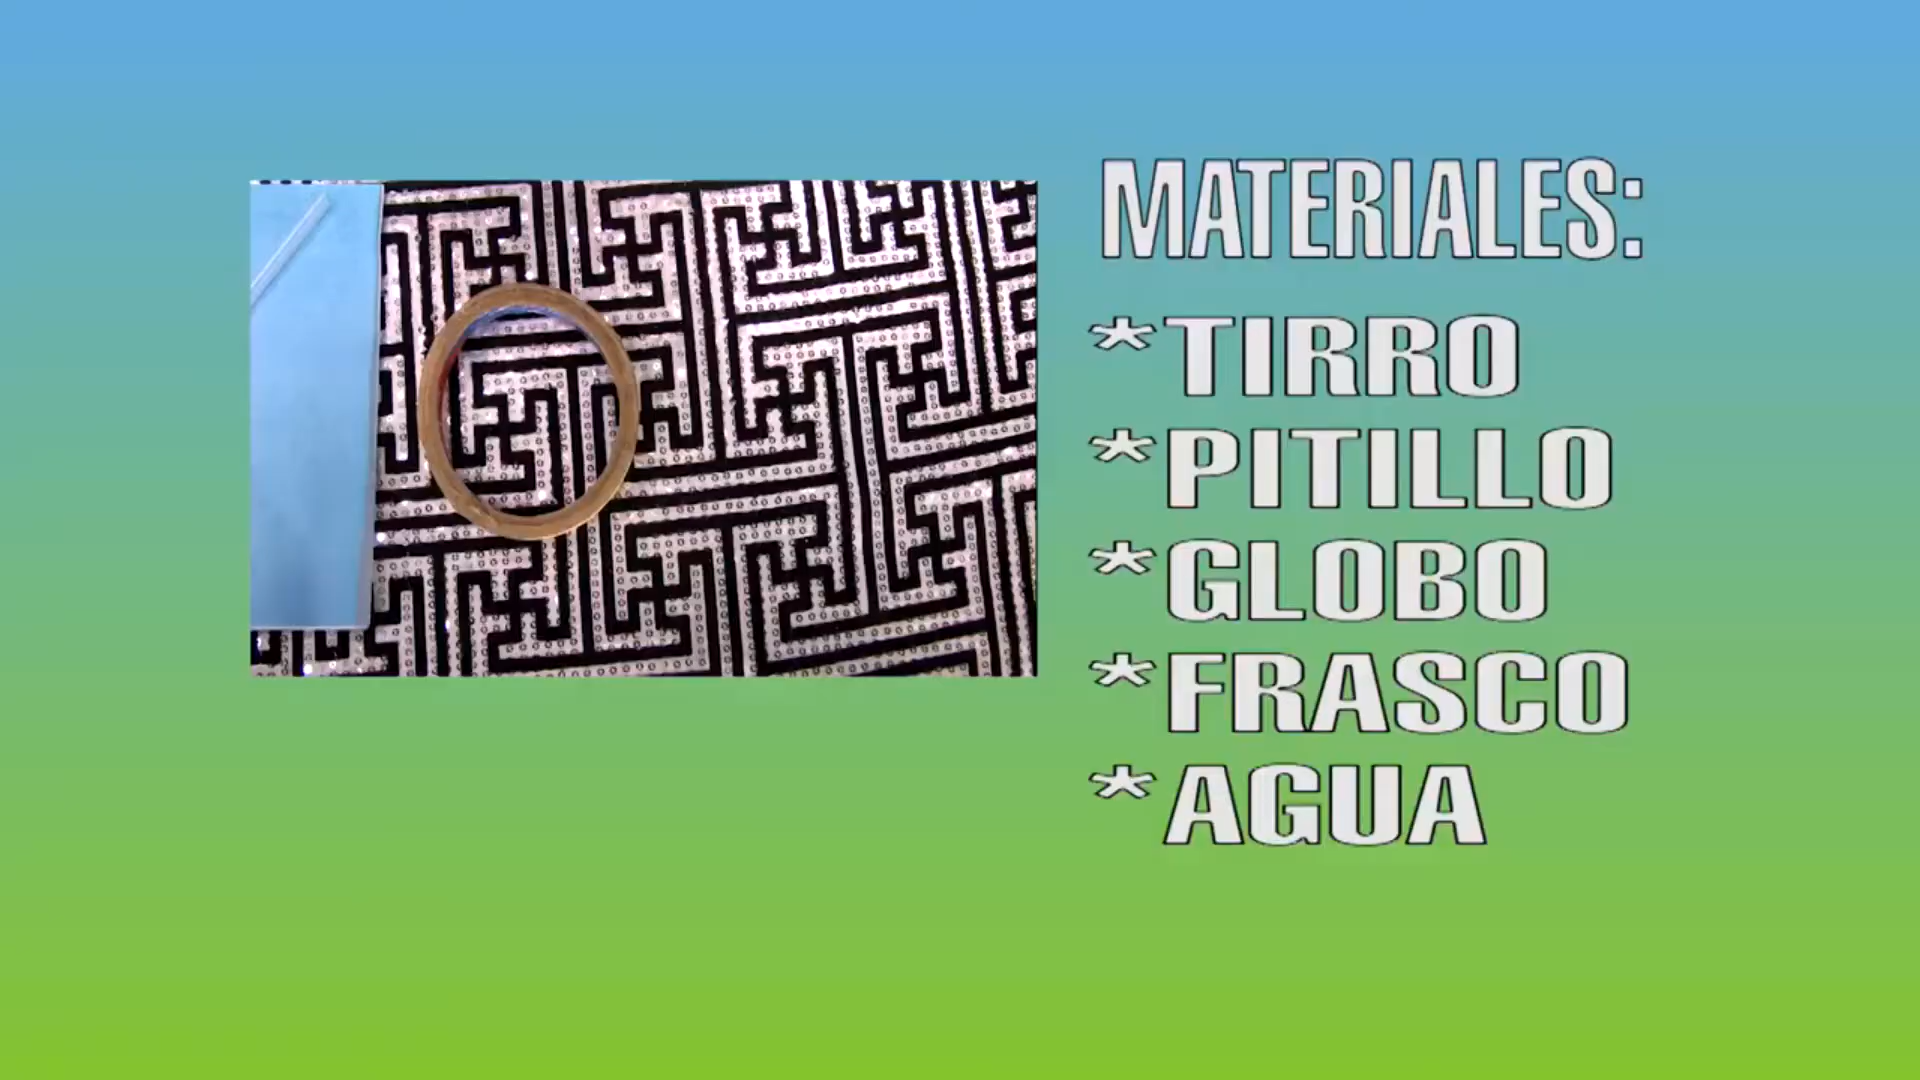 MATERIALES:
*TIRRO
*PITILLO
*GLOBO
*FRASCO
*AGUA